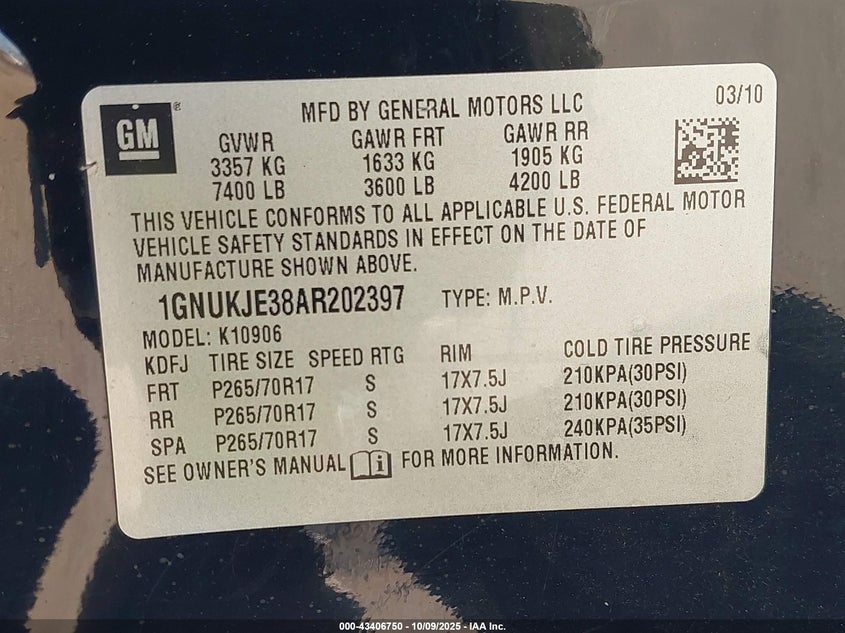 GM ®
MFD BY GENERAL MOTORS LLC
03/10
GVWR GAWR FRT GAWR RR
3357 KG 1633 KG 1905 KG
7400 LB 3600 LB 4200 LB
THIS VEHICLE CONFORMS TO ALL APPLICABLE U.S. FEDERAL MOTOR
VEHICLE SAFETY STANDARDS IN EFFECT ON THE DATE OF
MANUFACTURE SHOWN ABOVE.
1GNUKJE38AR202397 TYPE: M.P.V.
MODEL: K10906
KDFJ TIRE SIZE SPEED RTG RIM COLD TIRE PRESSURE
FRT P265/70R17 S 17X7.5J 210KPA(30PSI)
RR P265/70R17 S 17X7.5J 210KPA(30PSI)
SPA P265/70R17 S 17X7.5J 240KPA(35PSI)
SEE OWNER'S MANUAL i FOR MORE INFORMATION.
000-43406750 - 10/09/2025 - IAA Inc.